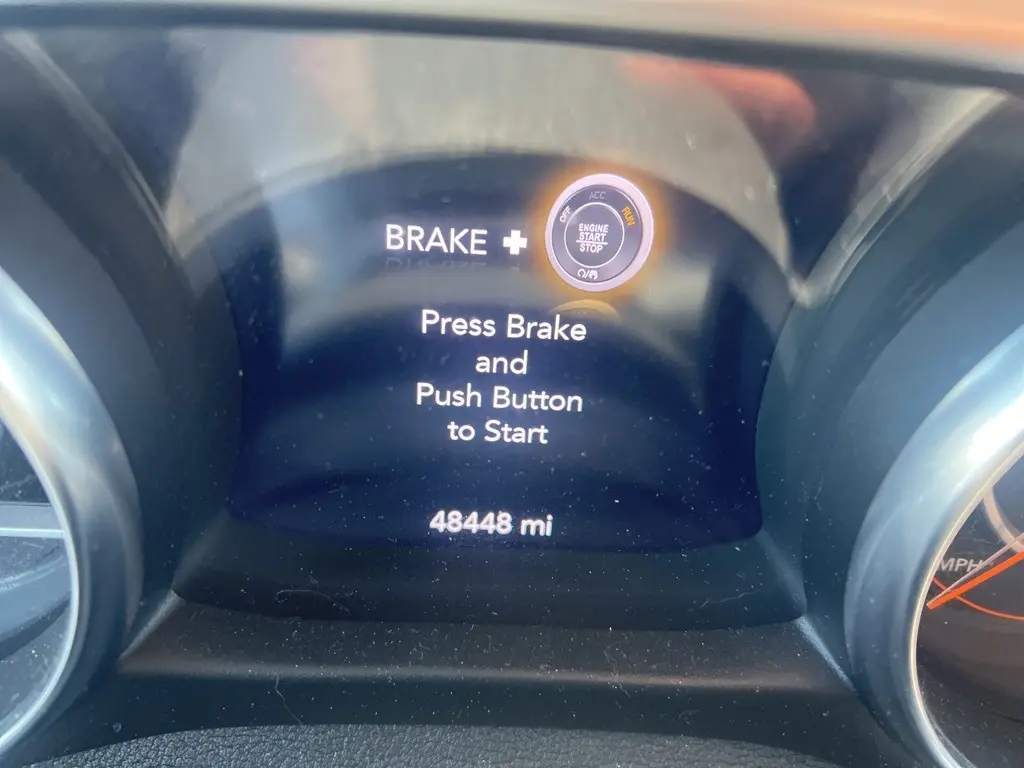 BRAKE +
ACC
OFF
RUN
ENGINE
START
STOP
Press Brake
and
Push Button
to Start
48448 mi
MPH